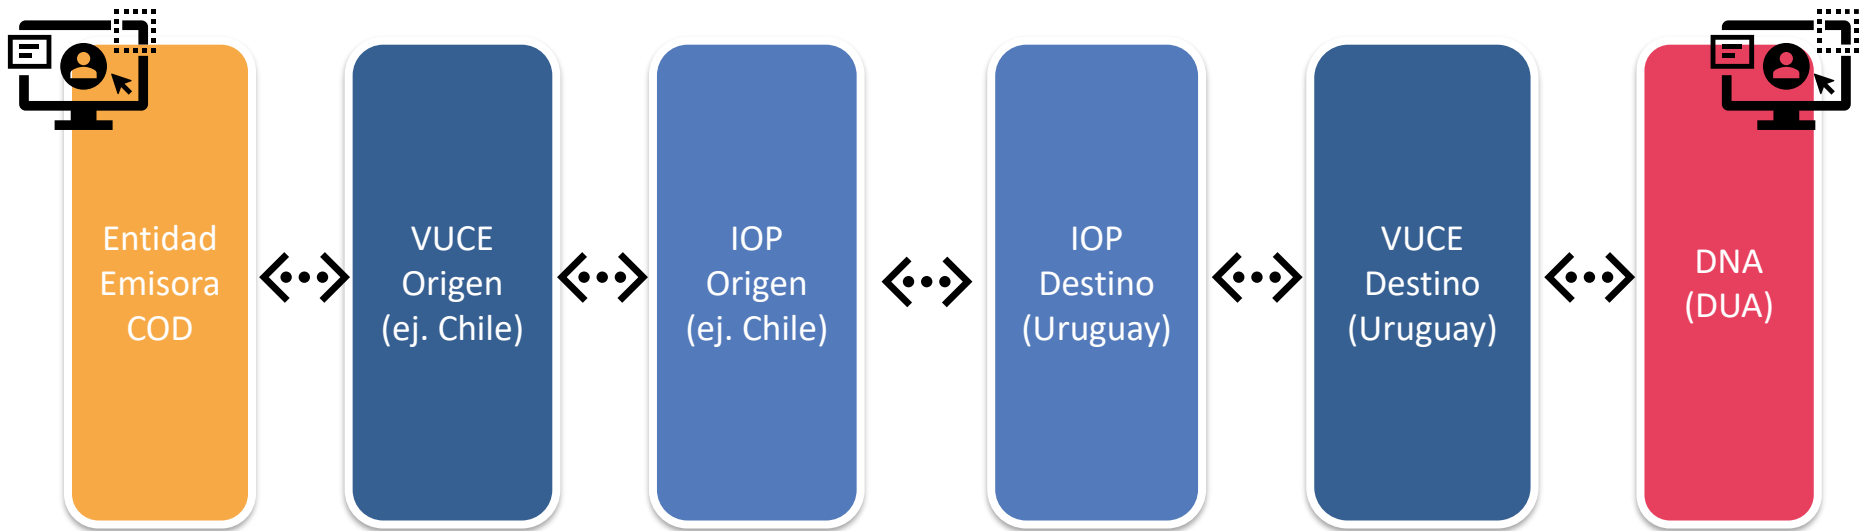 Entidad
Emisora
COD
VUCE
Origen
(ej. Chile)
IOP
Origen
(ej. Chile)
IOP
Destino
(Uruguay)
VUCE
Destino
(Uruguay)
DNA
(DUA)